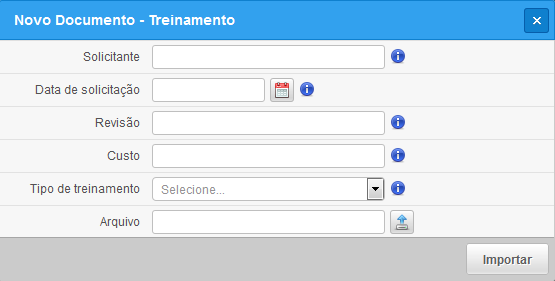 Novo Documento - Treinamento
Solicitante
Data de solicitação
Revisão
Custo
Tipo de treinamento Selecione...
Arquivo
Importar